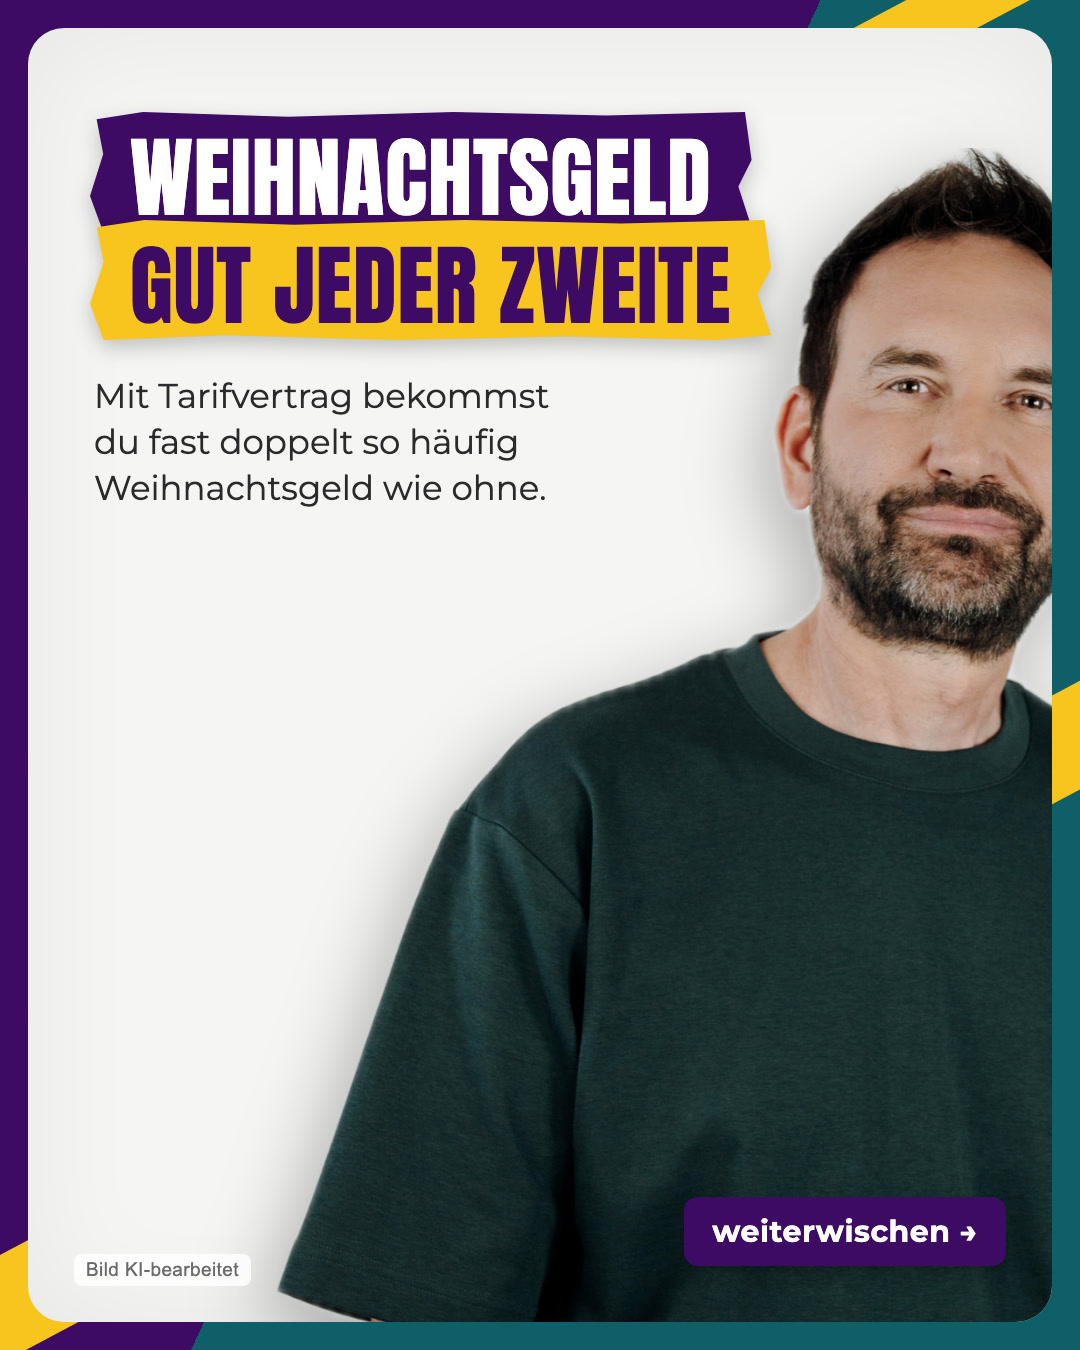 WEIHNACHTSGELD
GUT JEDER ZWEITE
Mit Tarifvertrag bekommst
du fast doppelt so häufig
Weihnachtsgeld wie ohne.
weiterwischen →
Bild KI-bearbeitet